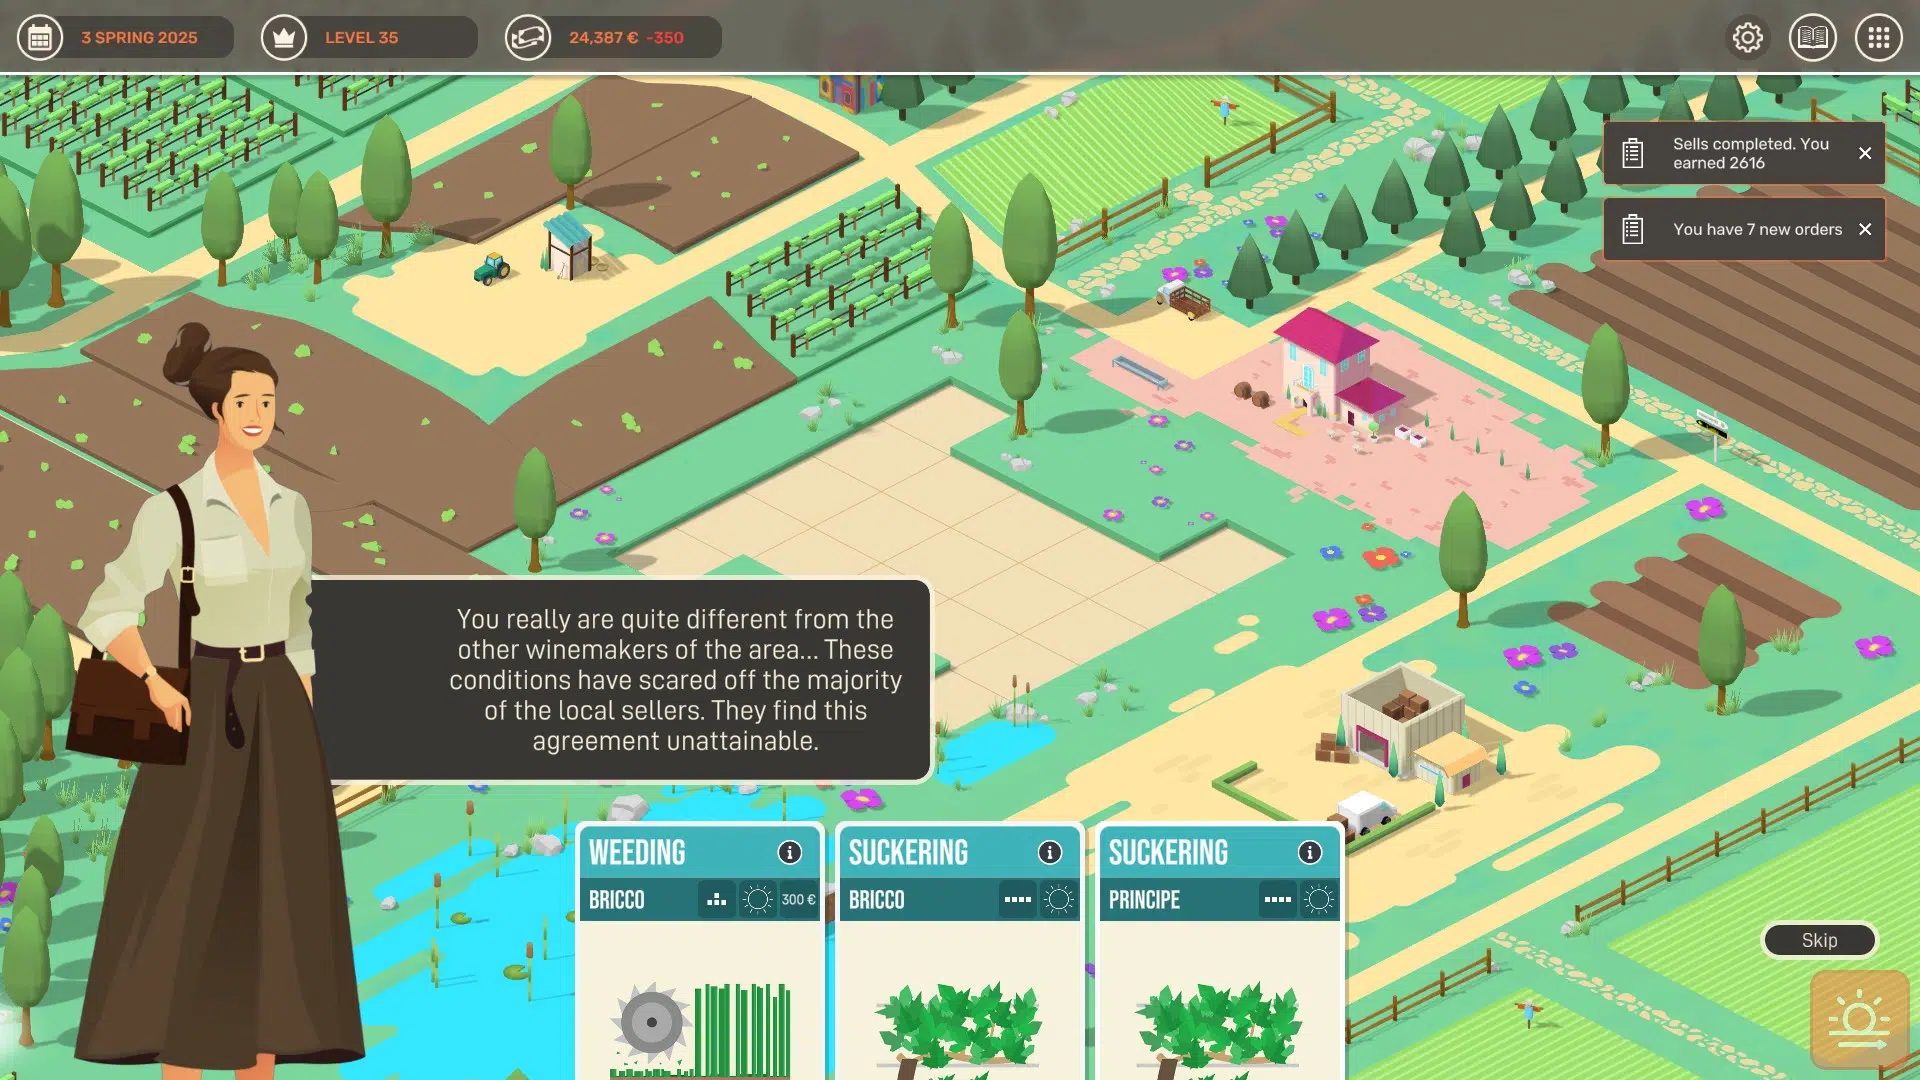 3 SPRING 2025
LEVEL 35
24,387 € -350
Sells completed. You
earned 2616
You have 7 new orders
You really are quite different from the
other winemakers of the area... These
conditions have scared off the majority
of the local sellers. They find this
agreement unattainable.
WEEDING
BRICCO
300 €
SUCKERING
BRICCO
SUCKERING
PRINCIPE
Skip